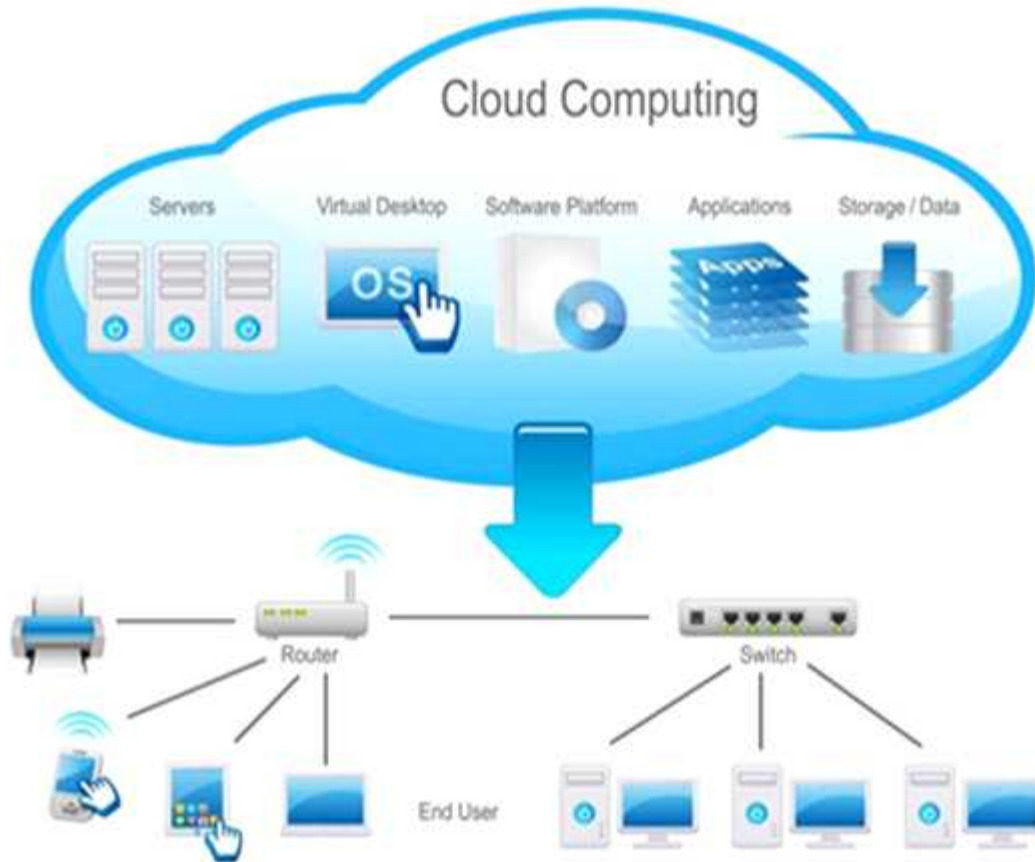 Cloud Computing
Servers
Virtual Desktop
Software Platform
Applications
Storage / Data
OS
Apps
Router
Switch
End User